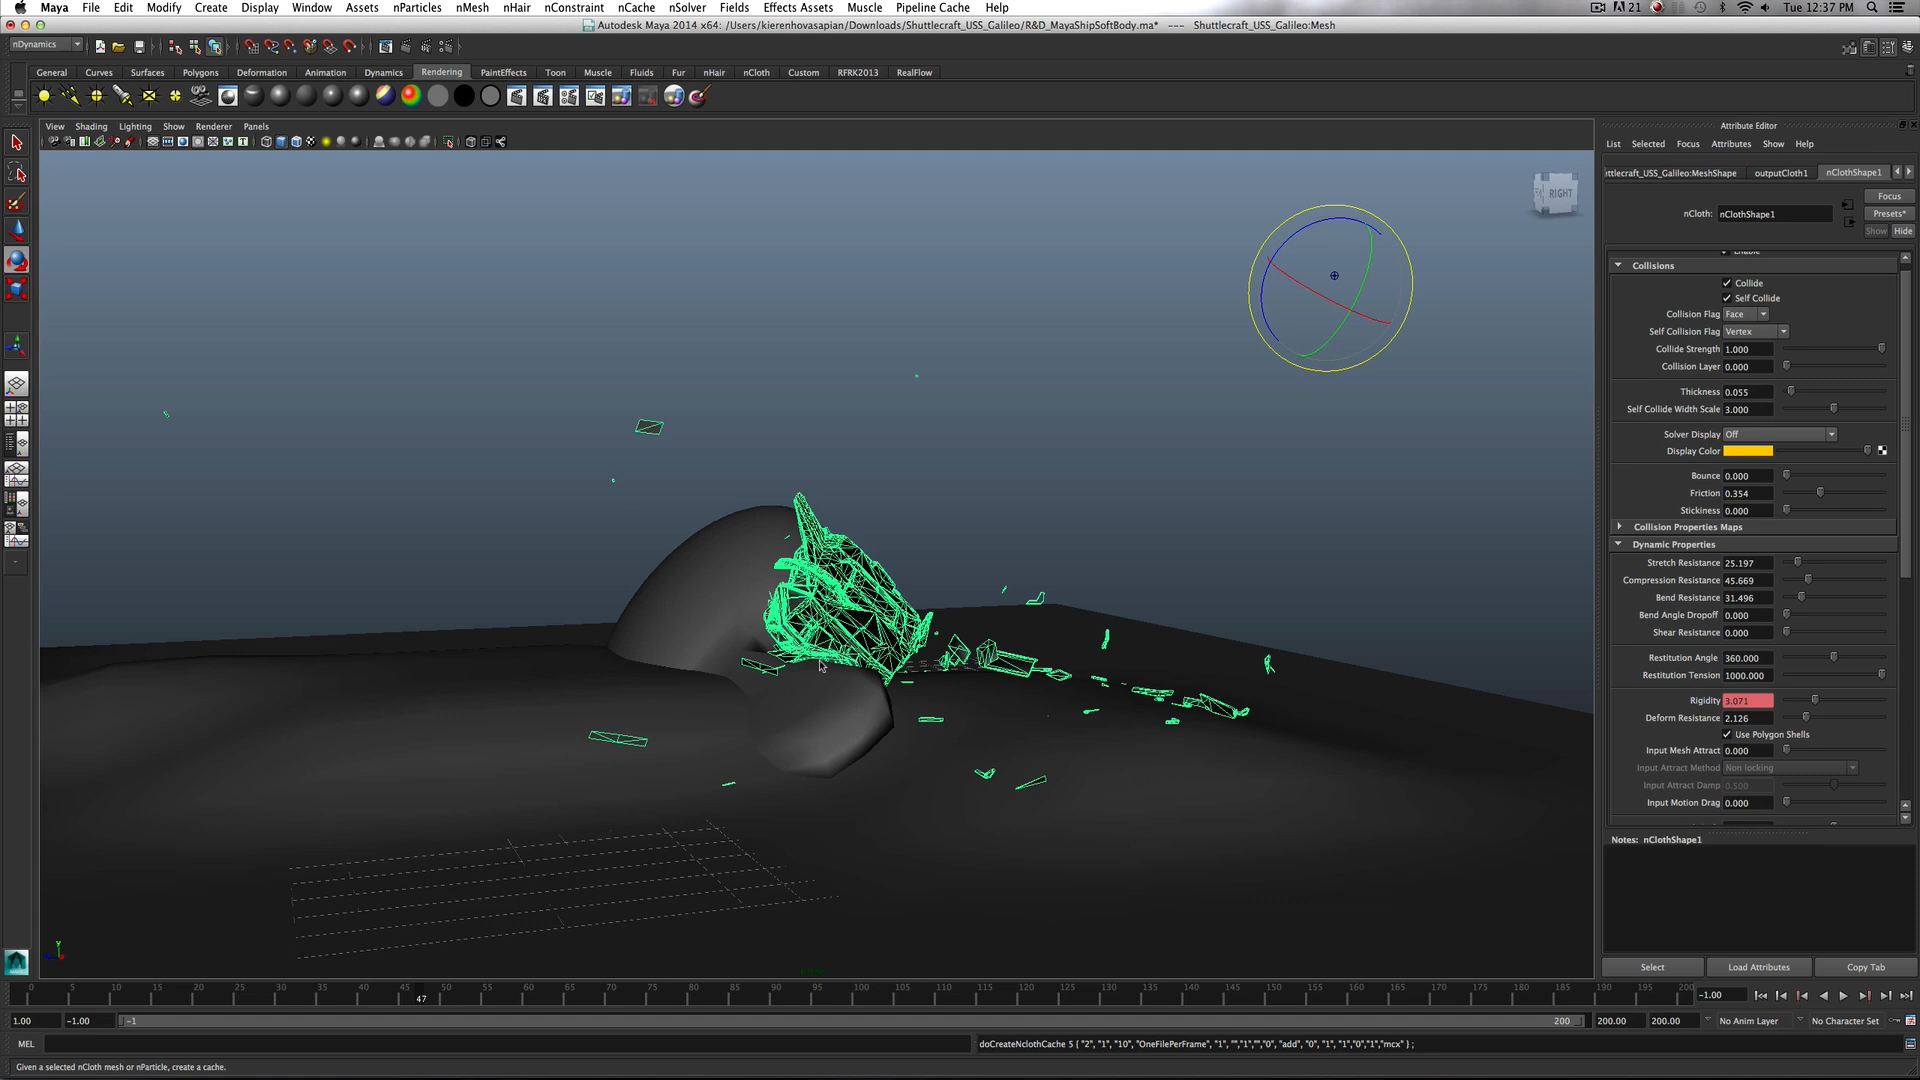 Maya File Edit Modify Create Display Window Assets nParticles nMesh nHair nConstraint nCache nSolver Fields Effects Assets Muscle Pipeline Cache Help 21 Tue 12:37 PM
Autodesk Maya 2014 x64: /Users/kierenhovasapian/Downloads/Shuttlecraft_USS_Galileo/R&D_MayaShipSoftBody.ma* --- Shuttlecraft_USS_Galileo:Mesh
nDynamics
General Curves Surfaces Polygons Deformation Animation Dynamics Rendering PaintEffects Toon Muscle Fluids Fur nHair nCloth Custom RFRK2013 RealFlow
View Shading Lighting Show Renderer Panels
RIGHT
Attribute Editor
List Selected Focus Attributes Show Help
ttlecraft_USS_Galileo:MeshShape outputCloth1 nClothShape1
Focus
nCloth: nClothShape1
Presets*
Show Hide
Enable
Collisions
Collide
Self Collide
Collision Flag Face
Self Collision Flag Vertex
Collide Strength 1.000
Collision Layer 0.000
Thickness 0.055
Self Collide Width Scale 3.000
Solver Display Off
Display Color
Bounce 0.000
Friction 0.354
Stickiness 0.000
Collision Properties Maps
Dynamic Properties
Stretch Resistance 25.197
Compression Resistance 45.669
Bend Resistance 31.496
Bend Angle Dropoff 0.000
Shear Resistance 0.000
Restitution Angle 360.000
Restitution Tension 1000.000
Rigidity 3.071
Deform Resistance 2.126
Use Polygon Shells
Input Mesh Attract 0.000
Input Attract Method Non locking
Input Attract Damp 0.500
Input Motion Drag 0.000
Notes: nClothShape1
Select Load Attributes Copy Tab
0 5 10 15 20 25 30 35 40 45 50 55 60 65 70 75 80 85 90 95 100 105 110 115 120 125 130 135 140 145 150 155 160 165 170 175 180 185 190 195 200
47
-1.00
1.00 -1.00 -1 200 200.00 200.00 No Anim Layer No Character Set
MEL
doCreateNclothCache 5 { "2", "1", "10", "OneFilePerFrame", "1", "","1","","0", "add", "0", "1", "1","0","1","mcx" } ;
Given a selected nCloth mesh or nParticle, create a cache.